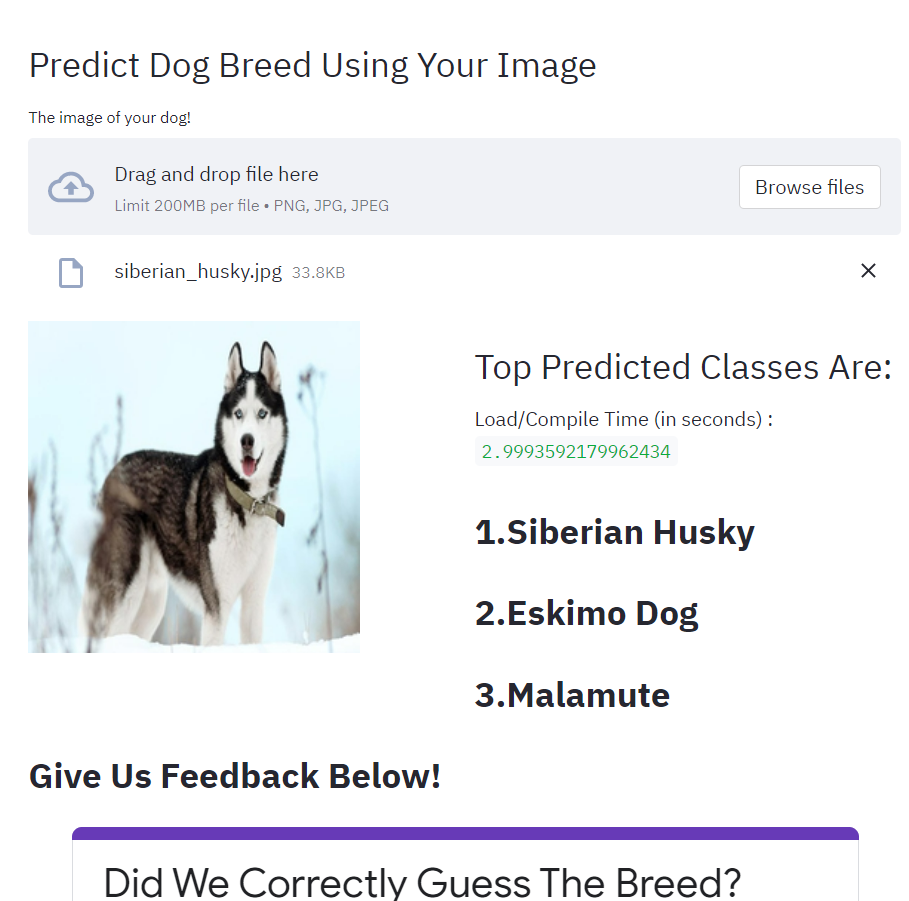 Predict Dog Breed Using Your Image
The image of your dog!
Drag and drop file here
Limit 200MB per file • PNG, JPG, JPEG
Browse files
siberian_husky.jpg 33.8KB
Top Predicted Classes Are:
Load/Compile Time (in seconds) :
2.9993592179962434
1.Siberian Husky
2.Eskimo Dog
3.Malamute
Give Us Feedback Below!
Did We Correctly Guess The Breed?